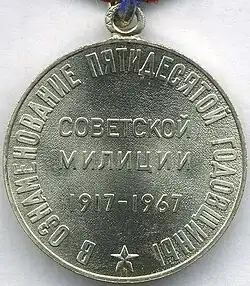 В ОЗНАМЕНОВАНИЕ ПЯТИДЕСЯТОЙ ГОДОВЩИНЫ
СОВЕТСКОЙ
МИЛИЦИИ
1917-1967